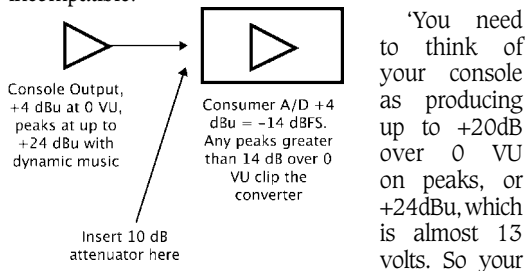 Console Output,
+4 dBu at 0 VU,
peaks at up to
+24 dBu with
dynamic music
Consumer A/D +4
dBu = –14 dBFS.
Any peaks greater
than 14 dB over 0
VU clip the
converter
Insert 10 dB
attenuator here
‘You need
to think of
your console
as producing
up to +20dB
over 0 VU
on peaks, or
+24dBu, which
is almost 13
volts. So your